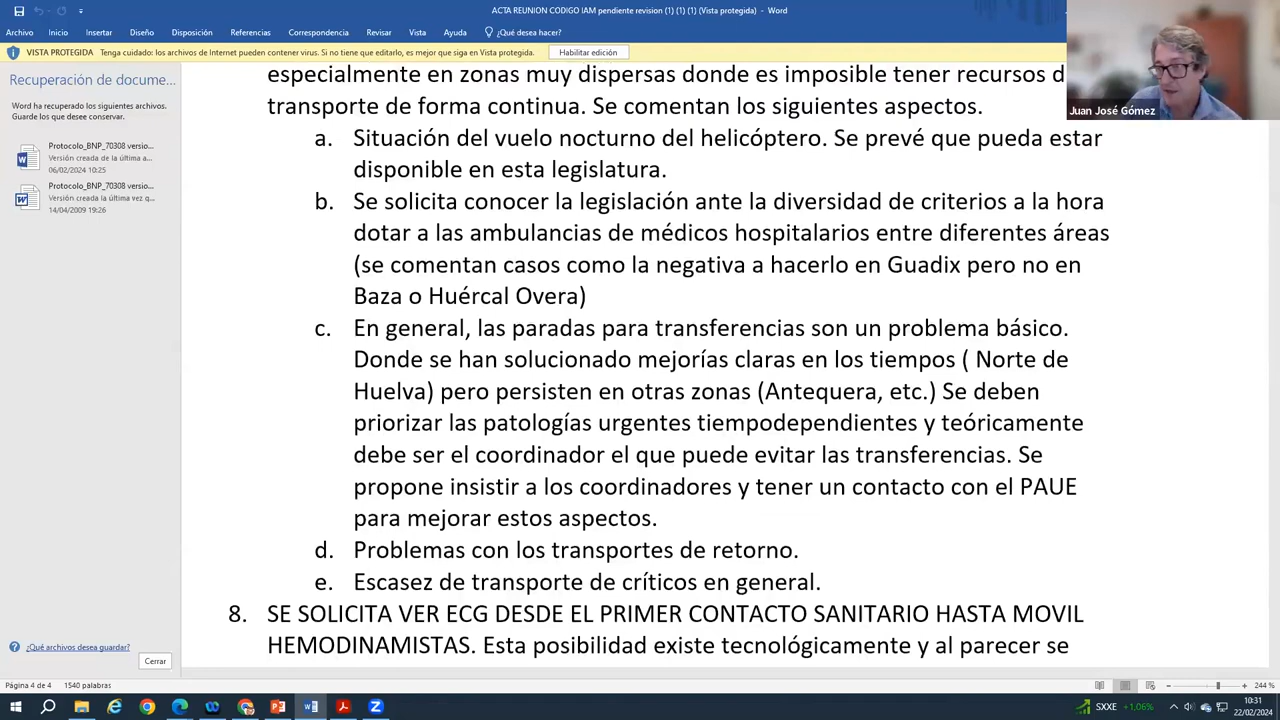 ACTA REUNION CODIGO IAM pendiente revision (1) (1) (1) (Vista protegida) - Word
Archivo Inicio Insertar Diseño Disposición Referencias Correspondencia Revisar Vista Ayuda ¿Qué desea hacer?
VISTA PROTEGIDA Tenga cuidado: los archivos de Internet pueden contener virus. Si no tiene que editarlo, es mejor que siga en Vista protegida. Habilitar edición
Recuperación de docume...
Word ha recuperado los siguientes archivos.
Guarde los que desee conservar.
Protocolo_BNP_70308 versio...
Versión creada de la última a...
06/02/2024 10:25
Protocolo_BNP_70308 versio...
Versión creada la última vez q...
14/04/2009 19:26
¿Qué archivos desea guardar?
Cerrar
Juan José Gómez
especialmente en zonas muy dispersas donde es imposible tener recursos d
transporte de forma continua. Se comentan los siguientes aspectos.
a. Situación del vuelo nocturno del helicóptero. Se prevé que pueda estar
disponible en esta legislatura.
b. Se solicita conocer la legislación ante la diversidad de criterios a la hora
dotar a las ambulancias de médicos hospitalarios entre diferentes áreas
(se comentan casos como la negativa a hacerlo en Guadix pero no en
Baza o Huércal Overa)
c. En general, las paradas para transferencias son un problema básico.
Donde se han solucionado mejorías claras en los tiempos ( Norte de
Huelva) pero persisten en otras zonas (Antequera, etc.) Se deben
priorizar las patologías urgentes tiempodependientes y teóricamente
debe ser el coordinador el que puede evitar las transferencias. Se
propone insistir a los coordinadores y tener un contacto con el PAUE
para mejorar estos aspectos.
d. Problemas con los transportes de retorno.
e. Escasez de transporte de críticos en general.
8. SE SOLICITA VER ECG DESDE EL PRIMER CONTACTO SANITARIO HASTA MOVIL
HEMODINAMISTAS. Esta posibilidad existe tecnológicamente y al parecer se
Página 4 de 4 1540 palabras 244 %
SXXE +1,06% 10:31
22/02/2024